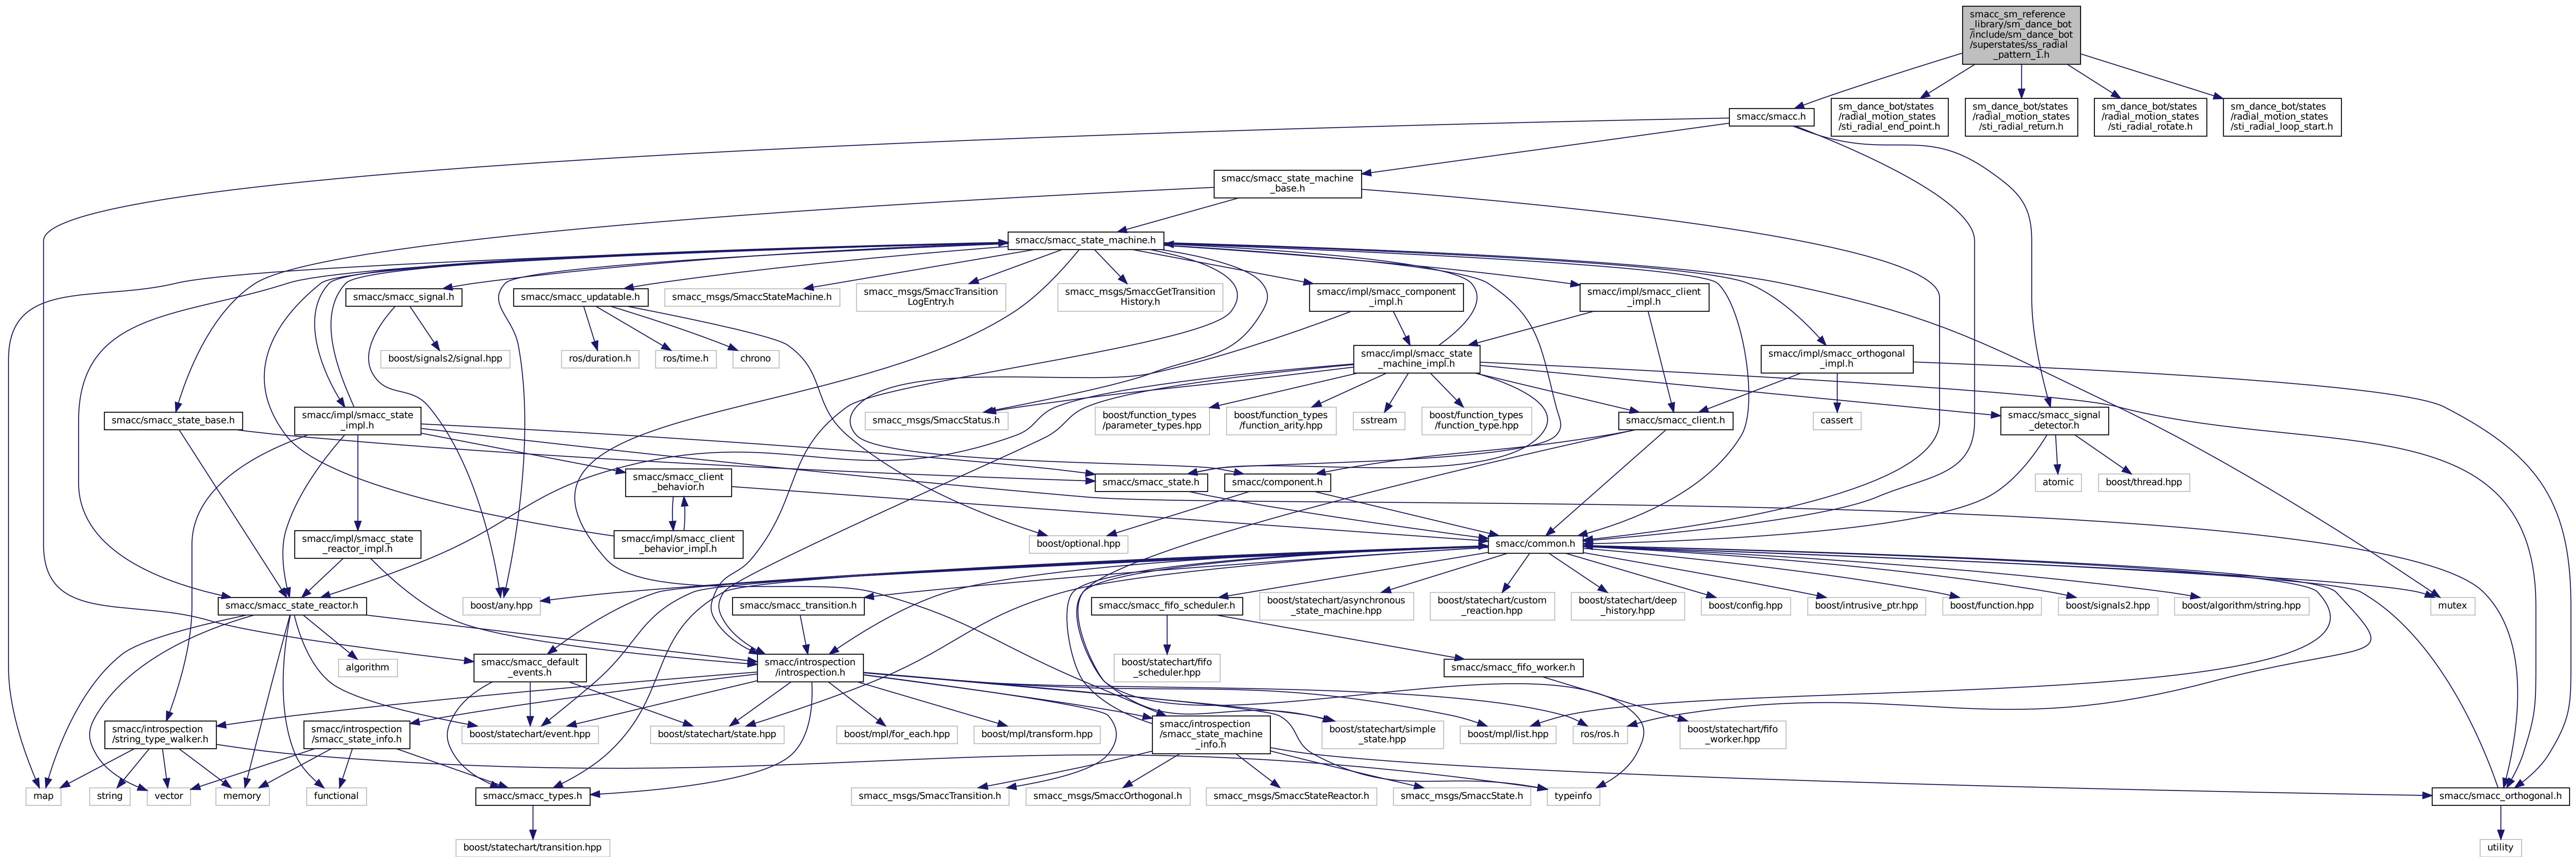 smacc_sm_reference
_library/sm_dance_bot
/include/sm_dance_bot
/superstates/ss_radial
_pattern_1.h
smacc/smacc.h
sm_dance_bot/states
/radial_motion_states
/sti_radial_end_point.h
sm_dance_bot/states
/radial_motion_states
/sti_radial_return.h
sm_dance_bot/states
/radial_motion_states
/sti_radial_rotate.h
sm_dance_bot/states
/radial_motion_states
/sti_radial_loop_start.h
smacc/smacc_state_machine
_base.h
smacc/smacc_state_machine.h
smacc/smacc_signal.h
smacc/smacc_updatable.h
smacc_msgs/SmaccStateMachine.h
smacc_msgs/SmaccTransition
LogEntry.h
smacc_msgs/SmaccGetTransition
History.h
smacc/impl/smacc_component
_impl.h
smacc/impl/smacc_client
_impl.h
boost/signals2/signal.hpp
ros/duration.h
ros/time.h
chrono
smacc/impl/smacc_state
_machine_impl.h
smacc/impl/smacc_orthogonal
_impl.h
smacc/smacc_state_base.h
smacc/impl/smacc_state
_impl.h
smacc_msgs/SmaccStatus.h
boost/function_types
/parameter_types.hpp
boost/function_types
/function_arity.hpp
sstream
boost/function_types
/function_type.hpp
smacc/smacc_client.h
cassert
smacc/smacc_signal
_detector.h
smacc/smacc_client
_behavior.h
smacc/smacc_state.h
smacc/component.h
atomic
boost/thread.hpp
smacc/impl/smacc_state
_reactor_impl.h
smacc/impl/smacc_client
_behavior_impl.h
boost/optional.hpp
smacc/common.h
smacc/smacc_state_reactor.h
boost/any.hpp
smacc/smacc_transition.h
smacc/smacc_fifo_scheduler.h
boost/statechart/asynchronous
_state_machine.hpp
boost/statechart/custom
_reaction.hpp
boost/statechart/deep
_history.hpp
boost/config.hpp
boost/intrusive_ptr.hpp
boost/function.hpp
boost/signals2.hpp
boost/algorithm/string.hpp
mutex
algorithm
smacc/smacc_default
_events.h
smacc/introspection
/introspection.h
boost/statechart/fifo
_scheduler.hpp
smacc/smacc_fifo_worker.h
smacc/introspection
/string_type_walker.h
smacc/introspection
/smacc_state_info.h
boost/statechart/event.hpp
boost/statechart/state.hpp
boost/mpl/for_each.hpp
boost/mpl/transform.hpp
smacc/introspection
/smacc_state_machine
_info.h
boost/statechart/simple
_state.hpp
boost/mpl/list.hpp
ros/ros.h
boost/statechart/fifo
_worker.hpp
map
string
vector
memory
functional
smacc/smacc_types.h
smacc_msgs/SmaccTransition.h
smacc_msgs/SmaccOrthogonal.h
smacc_msgs/SmaccStateReactor.h
smacc_msgs/SmaccState.h
typeinfo
smacc/smacc_orthogonal.h
boost/statechart/transition.hpp
utility